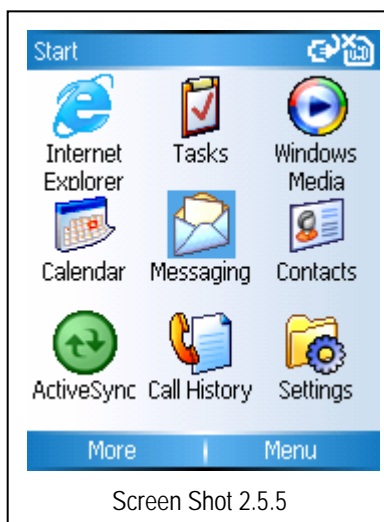 Start
Internet Explorer
Tasks
Windows Media
Calendar
Messaging
Contacts
ActiveSync
Call History
Settings
More
Menu
Screen Shot 2.5.5